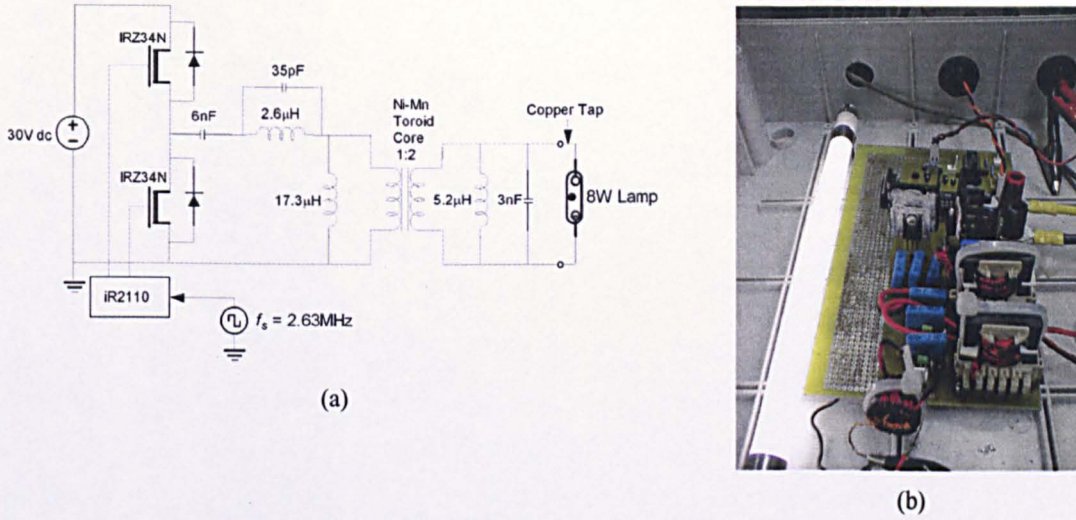 IRZ34N
35pF
6nF
2.6µH
Ni-Mn
Toroid
Core
1:2
Copper Tap
30V dc
IRZ34N
17.3µH
5.2µH
3nF
8W Lamp
iR2110
fs = 2.63MHz
(a)
(b)